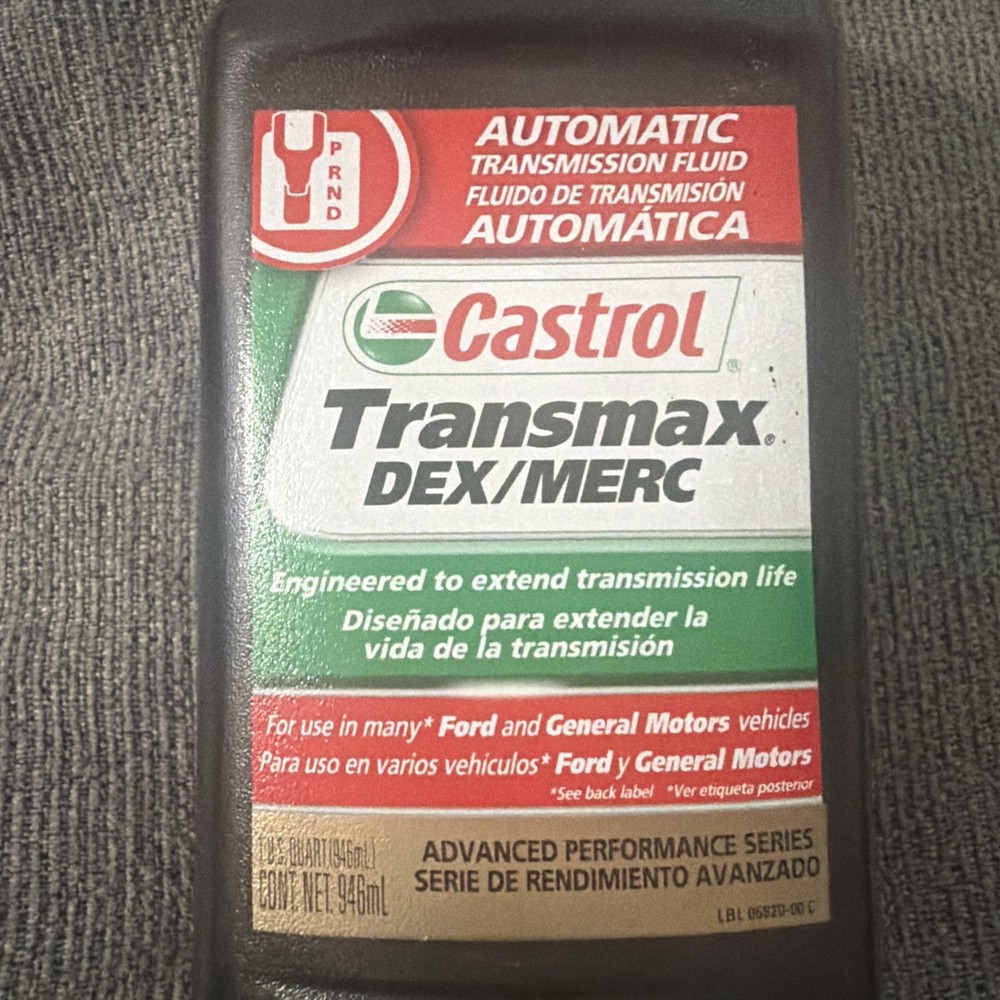 P
R
N
D
AUTOMATIC
TRANSMISSION FLUID
FLUIDO DE TRANSMISIÓN
AUTOMÁTICA
Castrol®
Transmax®
DEX/MERC
Engineered to extend transmission life
Diseñado para extender la
vida de la transmisión
For use in many* Ford and General Motors vehicles
Para uso en varios vehículos* Ford y General Motors
*See back label *Ver etiqueta posterior
1 U.S. QUART (946mL)
CONT. NET. 946mL
ADVANCED PERFORMANCE SERIES
SERIE DE RENDIMIENTO AVANZADO
LBL 05820-00 C